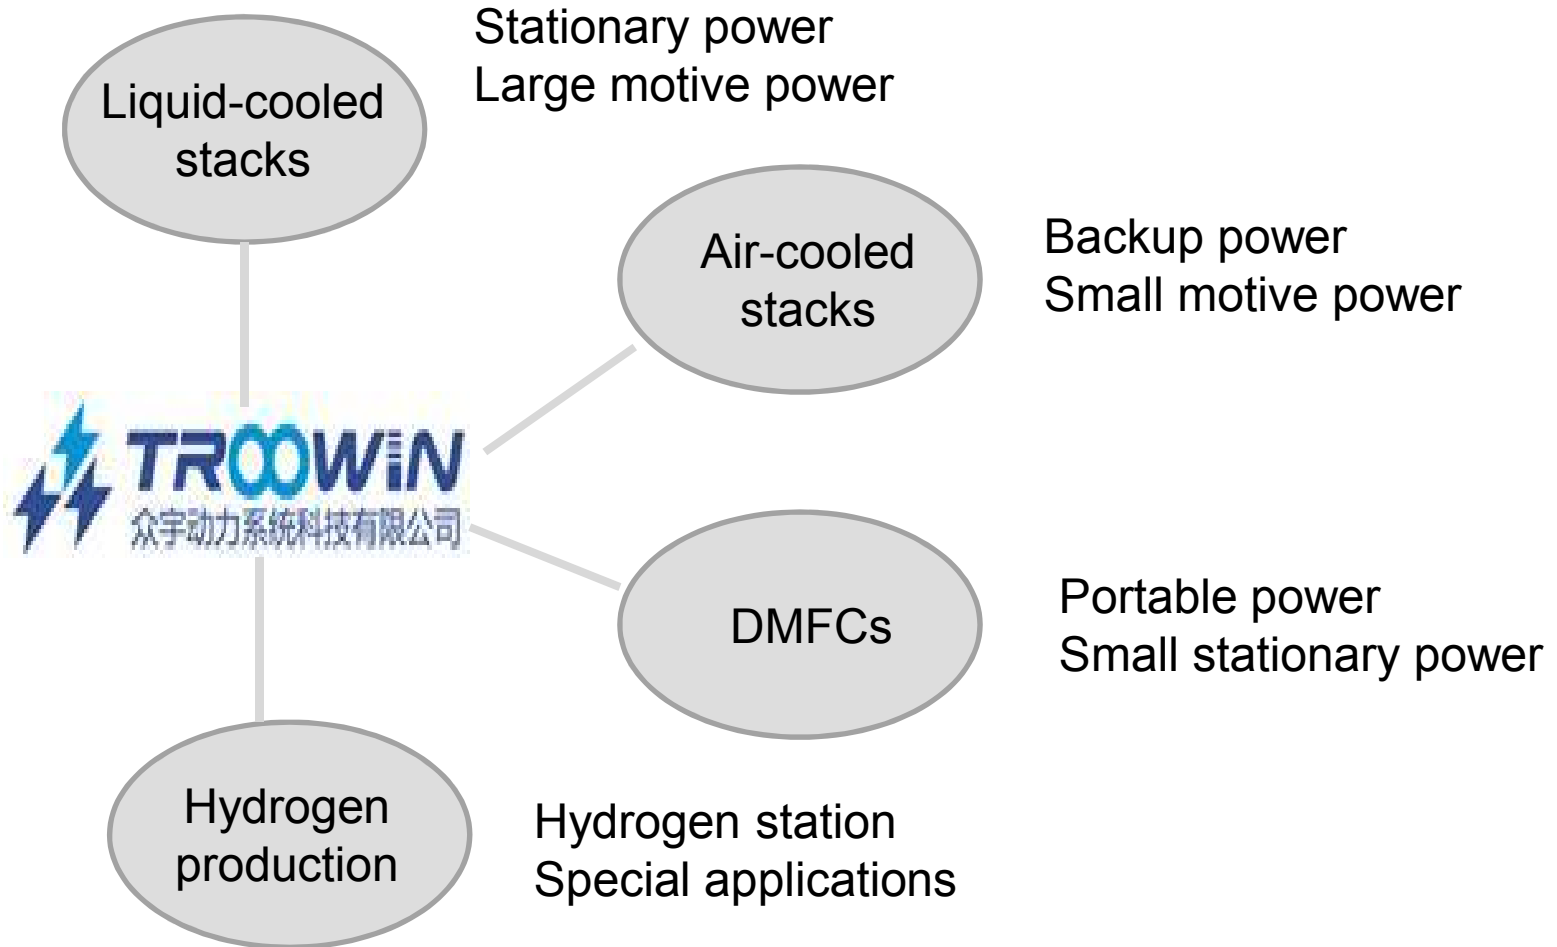 Stationary power
Large motive power
Liquid-cooled
stacks
Air-cooled
stacks
Backup power
Small motive power
TROOWIN
众宇动力系统科技有限公司
DMFCs
Portable power
Small stationary power
Hydrogen
production
Hydrogen station
Special applications